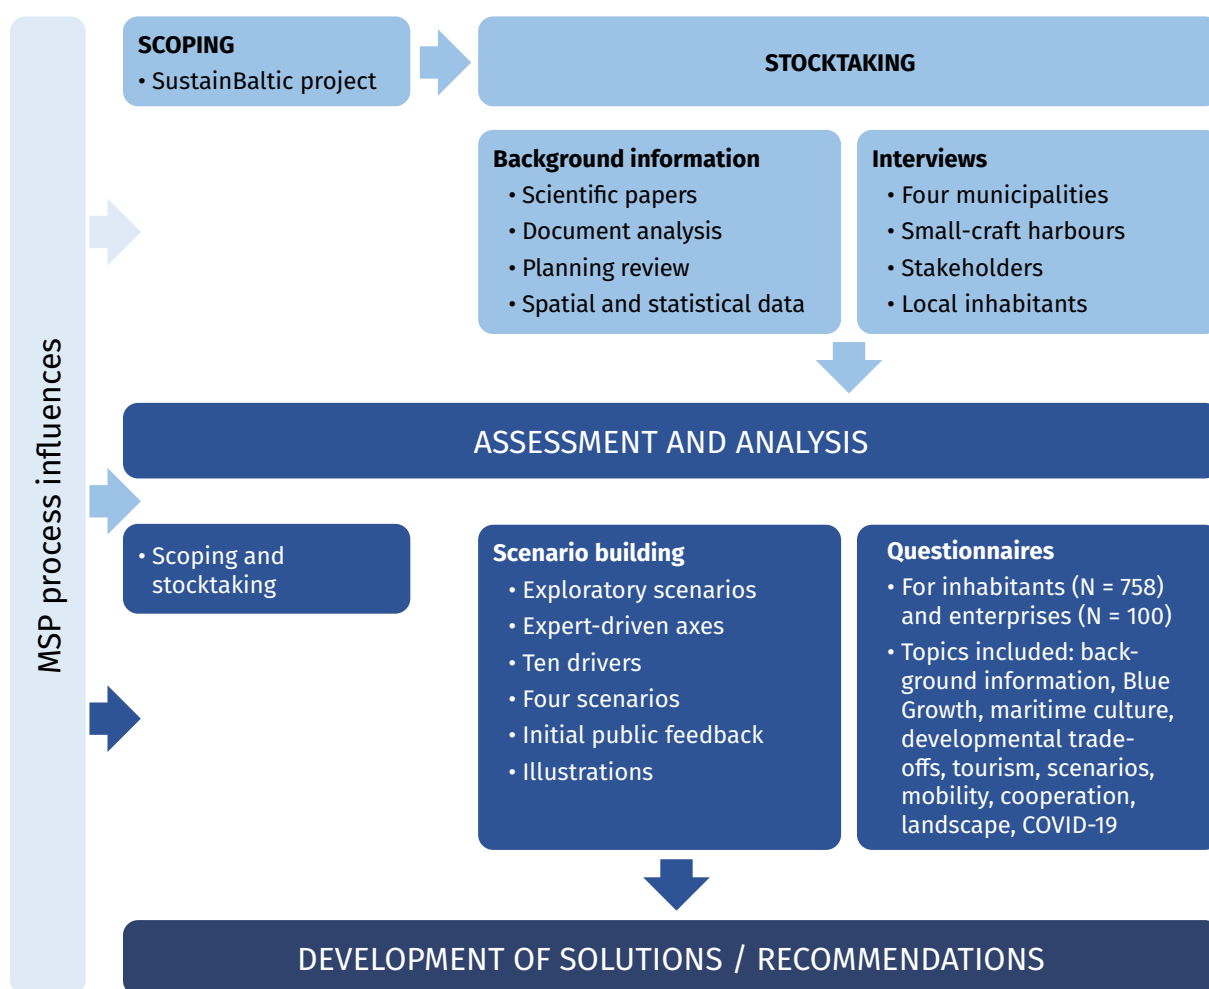 MSP process influences
SCOPING
• SustainBaltic project
STOCKTAKING
Background information
• Scientific papers
• Document analysis
• Planning review
• Spatial and statistical data
Interviews
• Four municipalities
• Small-craft harbours
• Stakeholders
• Local inhabitants
ASSESSMENT AND ANALYSIS
• Scoping and
stocktaking
Scenario building
• Exploratory scenarios
• Expert-driven axes
• Ten drivers
• Four scenarios
• Initial public feedback
• Illustrations
Questionnaires
• For inhabitants (N = 758)
and enterprises (N = 100)
• Topics included: back-
ground information, Blue
Growth, maritime culture,
developmental trade-
offs, tourism, scenarios,
mobility, cooperation,
landscape, COVID-19
DEVELOPMENT OF SOLUTIONS / RECOMMENDATIONS